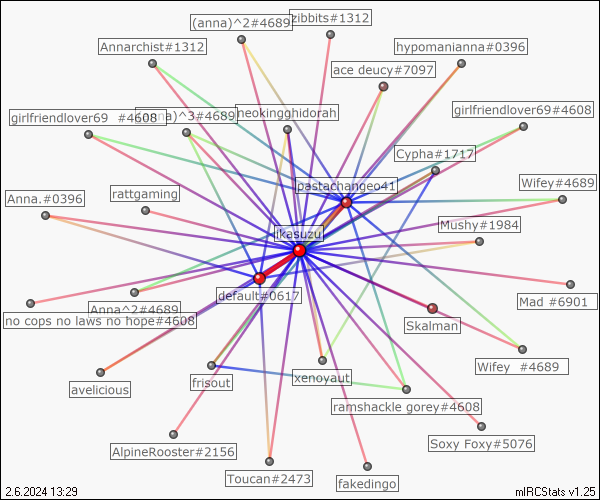 (anna)^2#4689
zibbits#1312
Annarchist#1312
hypomanianna#0396
ace deucy#7097
girlfriendlover69 #4608
(anna)^3#4689
neokingghidorah
girlfriendlover69#4608
Cypha#1717
pastachangeo41
Wifey#4689
Anna.#0396
rattgaming
Mushy#1984
ikasuzu
default#0617
Mad #6901
Anna^2#4689
no cops no laws no hope#4608
Skalman
Wifey #4689
avelicious
frisout
xenoyaut
ramshackle gorey#4608
AlpineRooster#2156
Soxy Foxy#5076
Toucan#2473
fakedingo
2.6.2024 13:29
mIRCStats v1.25